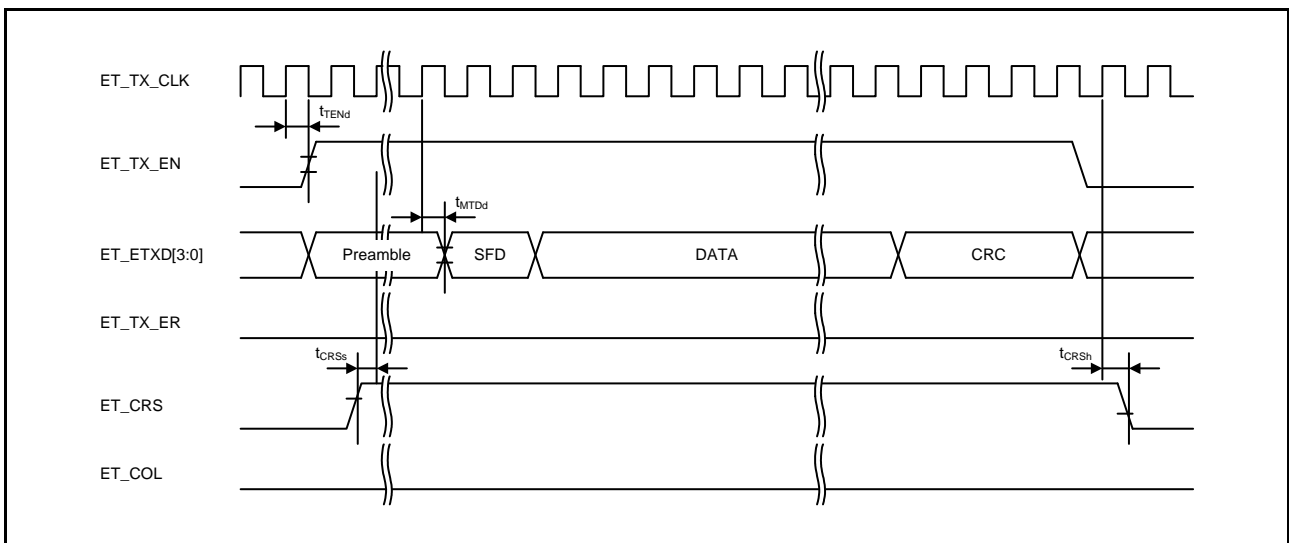 ET_TX_CLK
tTENd
ET_TX_EN
tMTDd
ET_ETXD[3:0]
Preamble
SFD
DATA
CRC
ET_TX_ER
tCRSs
tCRSh
ET_CRS
ET_COL